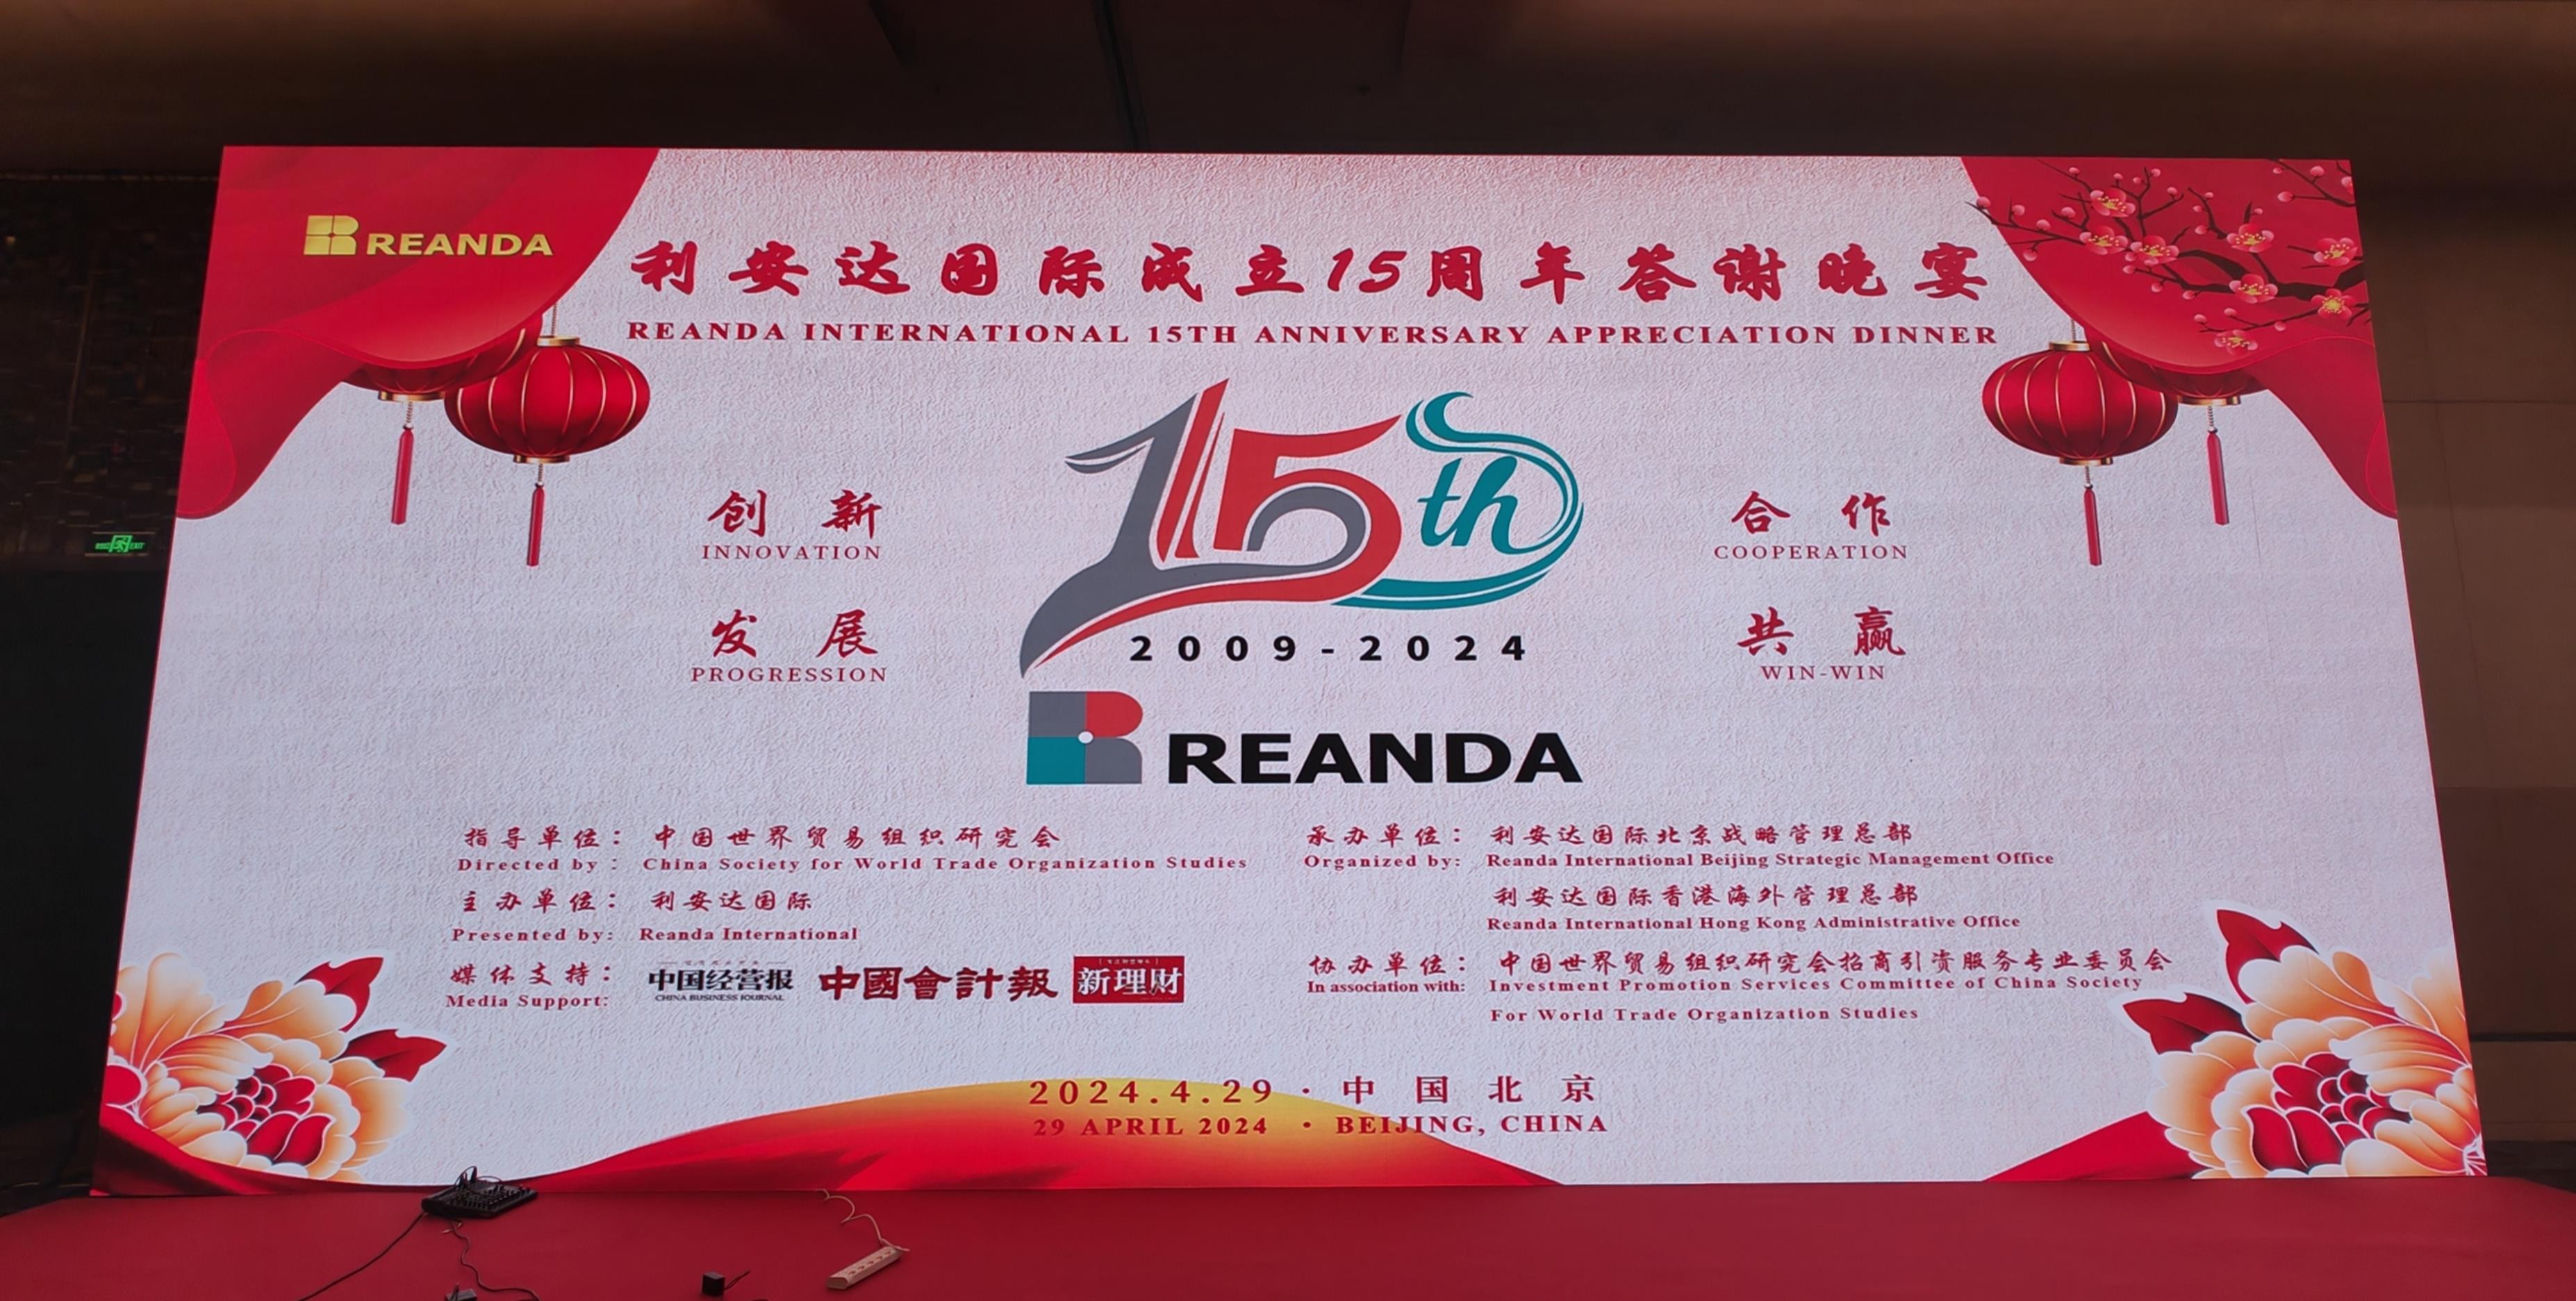 REANDA
利安达国际成立15周年答谢晚宴
REANDA INTERNATIONAL 15TH ANNIVERSARY APPRECIATION DINNER
15th
创新
INNOVATION
合作
COOPERATION
发展
PROGRESSION
共赢
WIN-WIN
2009-2024
REANDA
指导单位：中国世界贸易组织研究会
Directed by : China Society for World Trade Organization Studies
主办单位：利安达国际
Presented by: Reanda International
媒体支持：
Media Support:
中国经营报
CHINA BUSINESS JOURNAL
中國會計報
新理财
承办单位：利安达国际北京战略管理总部
Organized by: Reanda International Beijing Strategic Management Office
利安达国际香港海外管理总部
Reanda International Hong Kong Administrative Office
协办单位：中国世界贸易组织研究会招商引资服务专业委员会
In association with: Investment Promotion Services Committee of China Society
For World Trade Organization Studies
2024.4.29 · 中国北京
29 APRIL 2024 · BEIJING, CHINA